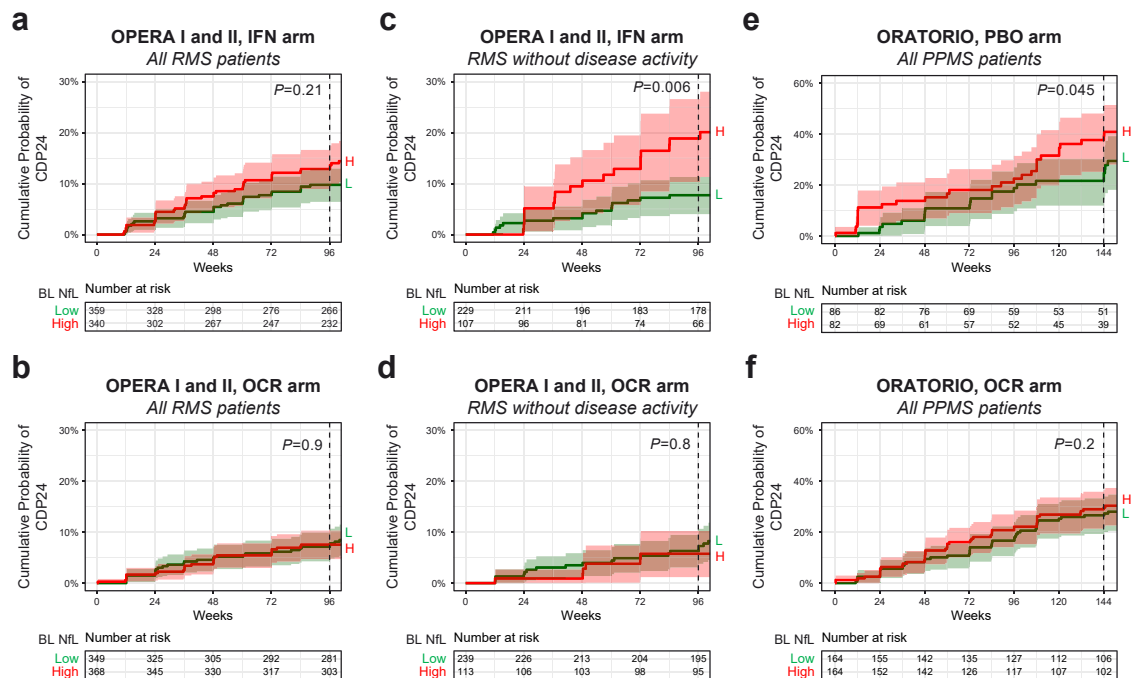 a
OPERA I and II, IFN arm
All RMS patients
Cumulative Probability of
CDP24
30%
20%
10%
0%
P=0.21
H
L
0 24 48 72 96
Weeks
BL NfL Number at risk
Low 359 328 298 276 266
High 340 302 267 247 232
c
OPERA I and II, IFN arm
RMS without disease activity
Cumulative Probability of
CDP24
30%
20%
10%
0%
P=0.006
H
L
0 24 48 72 96
Weeks
BL NfL Number at risk
Low 229 211 196 183 178
High 107 96 81 74 66
e
ORATORIO, PBO arm
All PPMS patients
Cumulative Probability of
CDP24
60%
40%
20%
0%
P=0.045
H
L
0 24 48 72 96 120 144
Weeks
BL NfL Number at risk
Low 86 82 76 69 59 53 51
High 82 69 61 57 52 45 39
b
OPERA I and II, OCR arm
All RMS patients
Cumulative Probability of
CDP24
30%
20%
10%
0%
P=0.9
L
H
0 24 48 72 96
Weeks
BL NfL Number at risk
Low 349 325 305 292 281
High 368 345 330 317 303
d
OPERA I and II, OCR arm
RMS without disease activity
Cumulative Probability of
CDP24
30%
20%
10%
0%
P=0.8
L
H
0 24 48 72 96
Weeks
BL NfL Number at risk
Low 239 226 213 204 195
High 113 106 103 98 95
f
ORATORIO, OCR arm
All PPMS patients
Cumulative Probability of
CDP24
60%
40%
20%
0%
P=0.2
H
L
0 24 48 72 96 120 144
Weeks
BL NfL Number at risk
Low 164 155 142 135 127 112 106
High 164 152 142 126 117 107 102